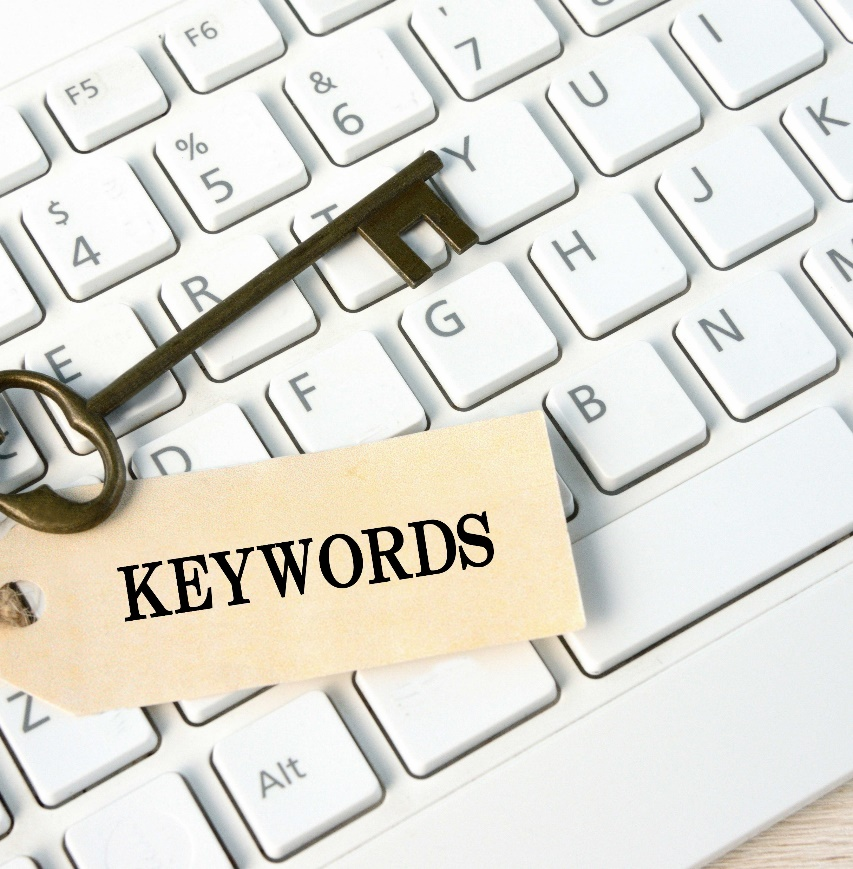 F5 F6
$ 4 % 5 & 6 ' 7
E R T Y U I
D F G H J K
Z B N M
KEYWORDS
Alt